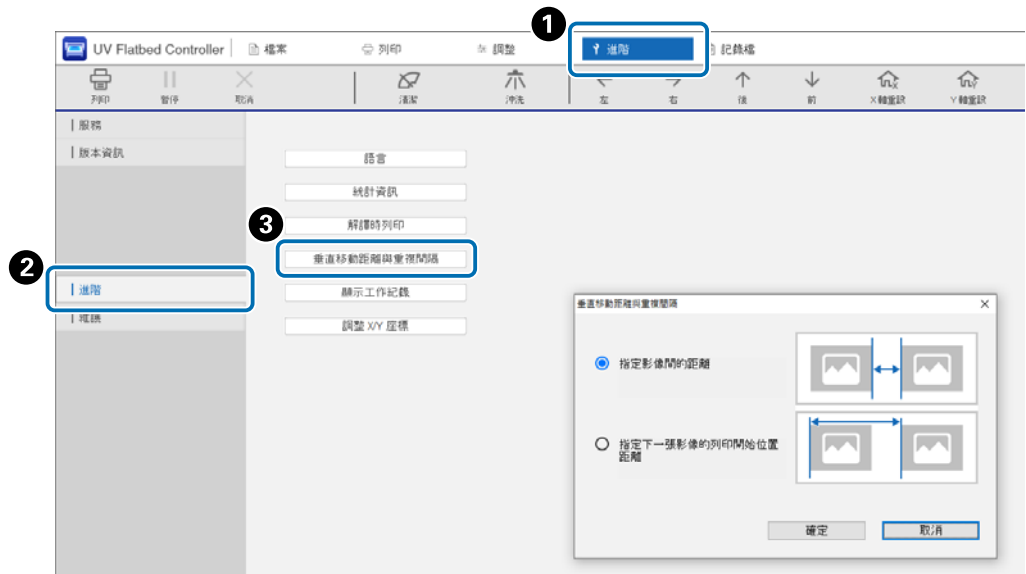 1
UV Flatbed Controller
檔案
列印
調整
進階
記錄檔
列印
暫停
取消
清潔
沖洗
左
右
後
前
X 軸重設
Y 軸重設
服務
版本資訊
語言
統計資訊
3
解譯時列印
垂直移動距離與重複間隔
2
進階
顯示工作記錄
調整 X/Y 座標
垂直移動距離與重複間隔
指定影像間的距離
指定下一張影像的列印開始位置
距離
確定
取消